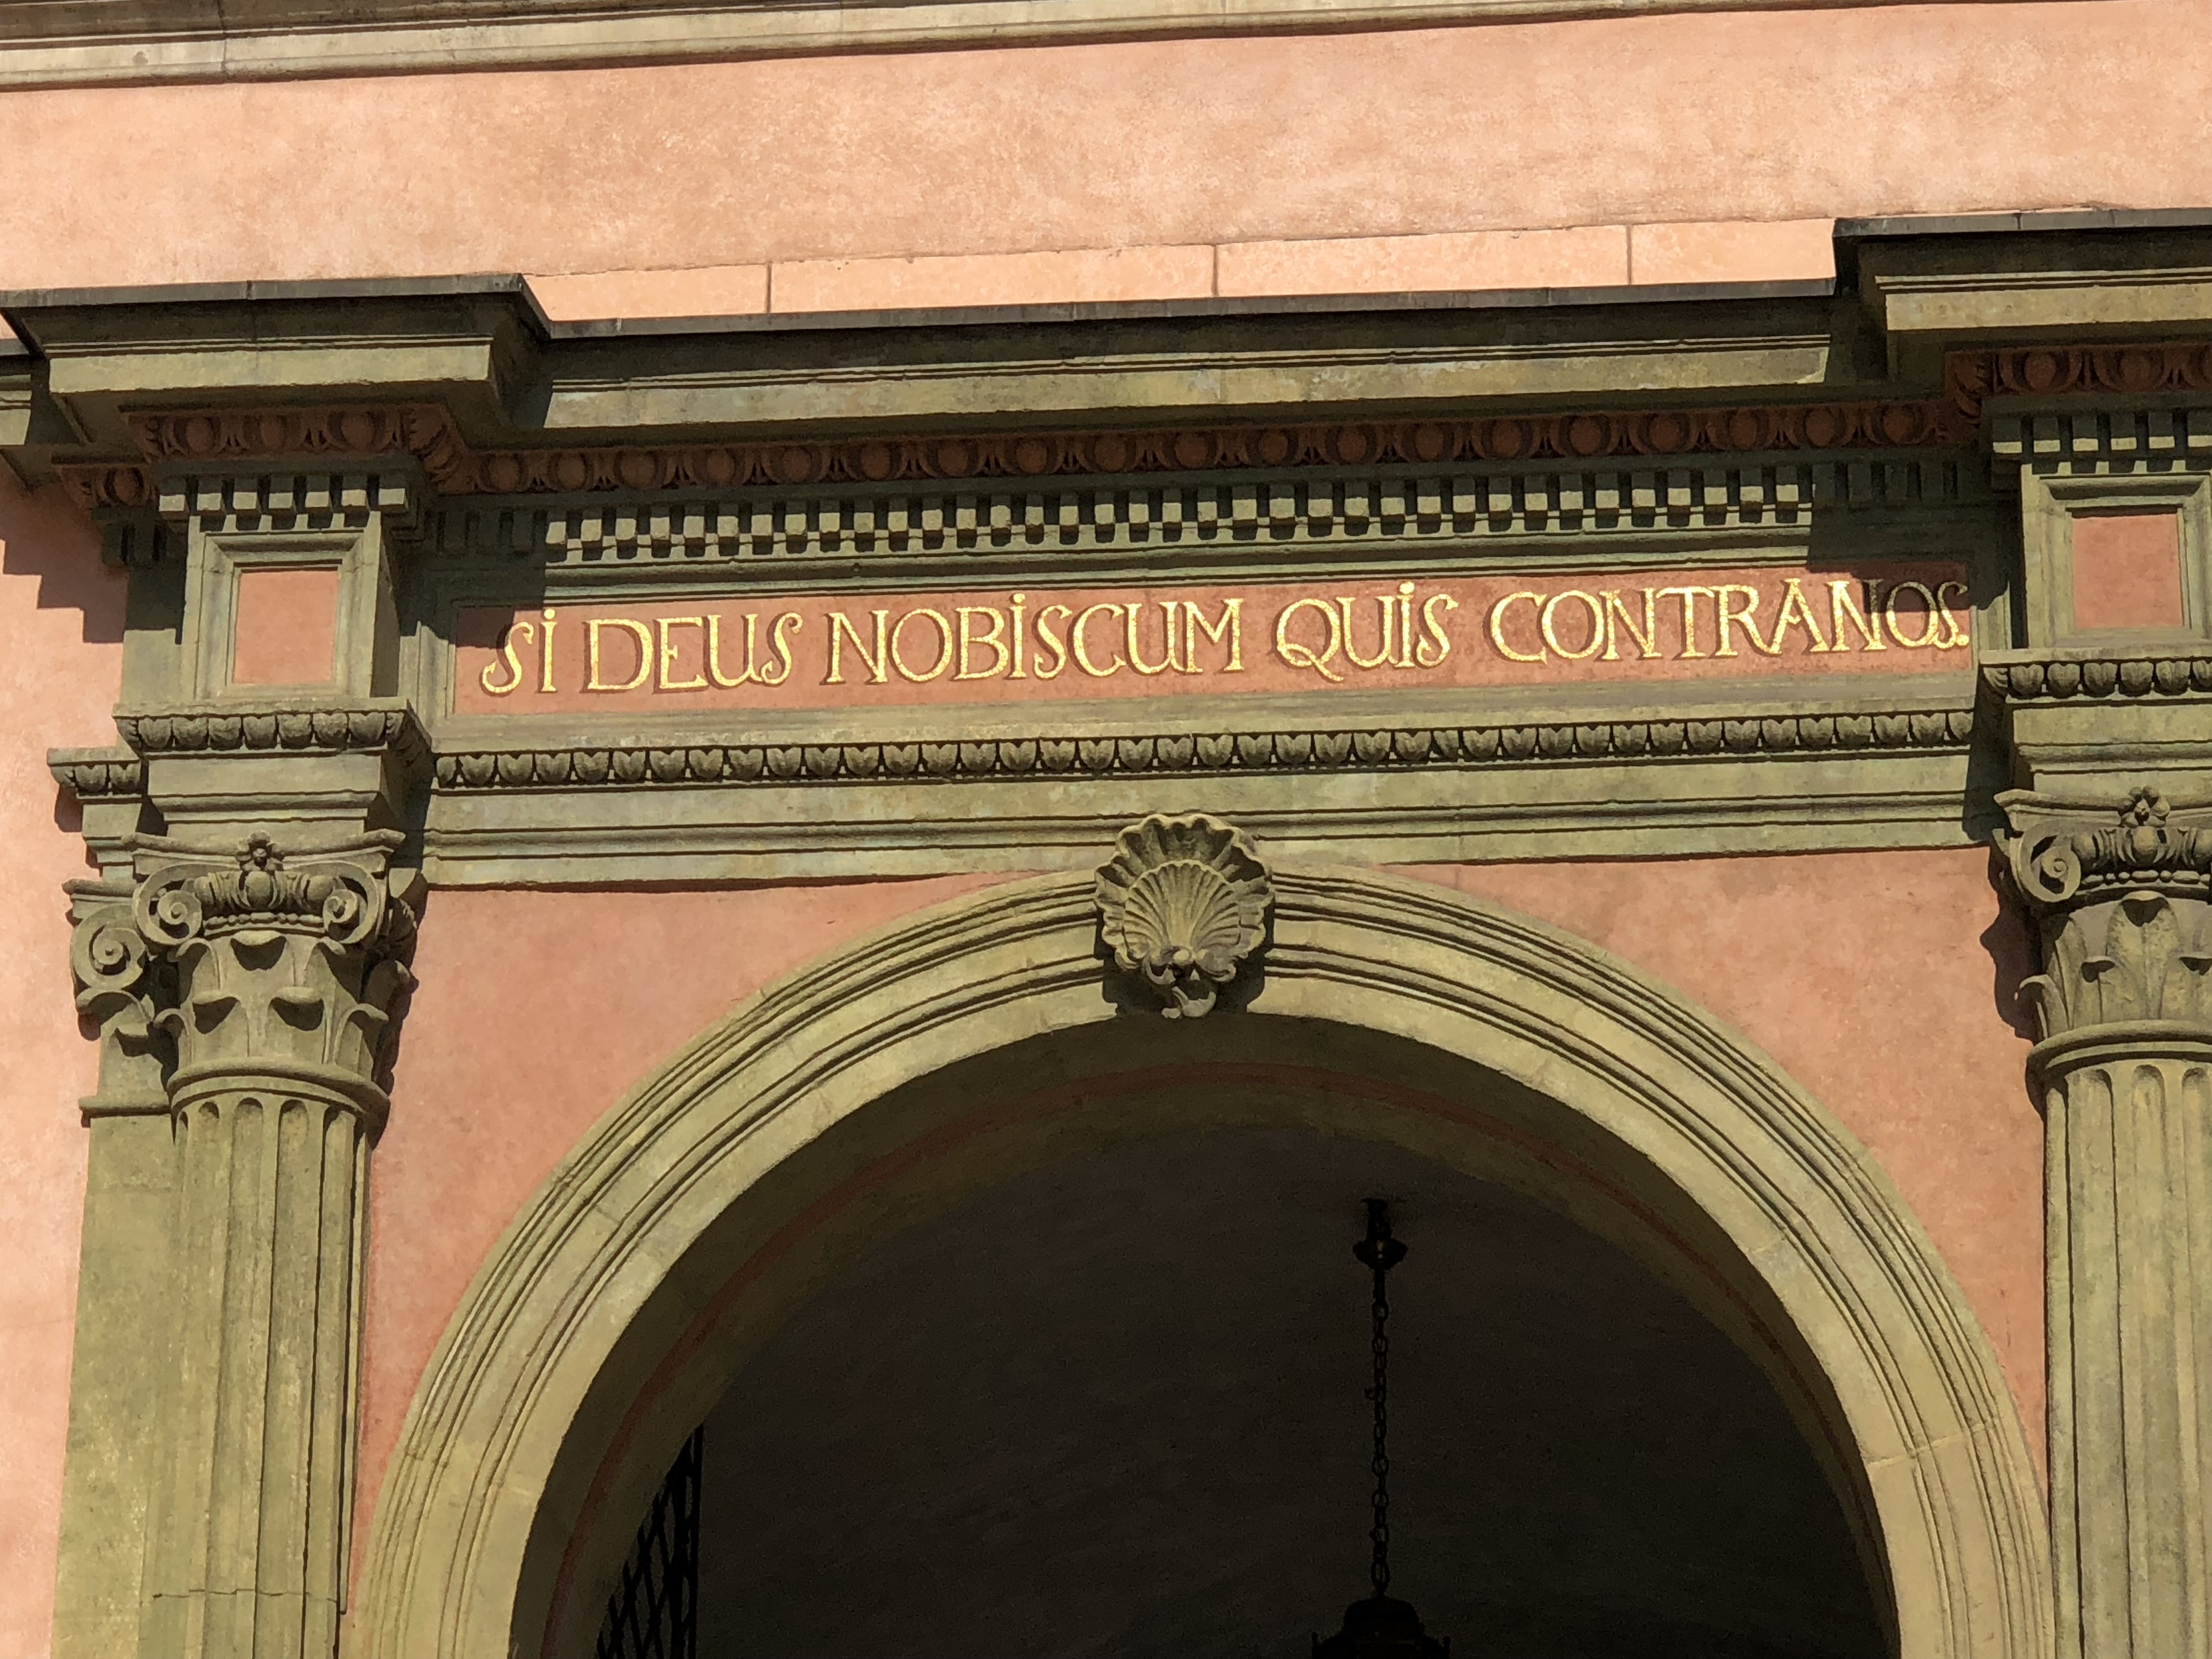 SI DEUS NOBISCUM QUIS CONTRA NOS.